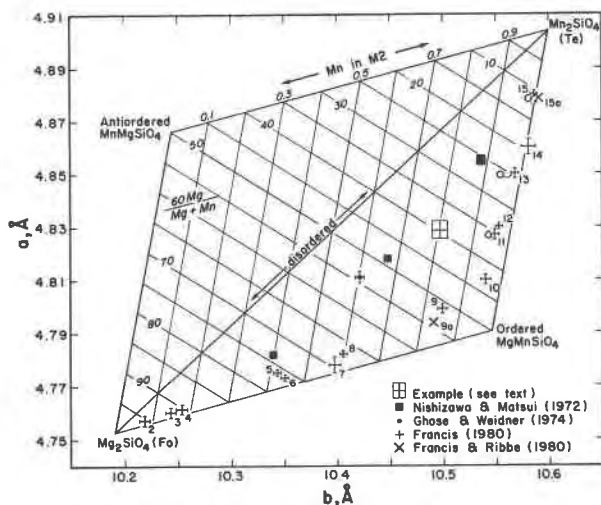 4.91
4.89
4.87
4.85
4.83
4.81
4.79
4.77
4.75
a, Å
10.2
10.3
10.4
10.5
10.6
b, Å
Mn₂SiO₄
(Te)
Mn in M2
0.1
0.3
0.5
0.7
0.9
10
20
30
40
50
60 Mg
Mg + Mn
70
80
90
Antiordered
MnMgSiO₄
disordered
Ordered
MgMnSiO₄
Mg₂SiO₄ (Fo)
2
3
4
5
6
7
8
9
9a
10
11
12
13
14
15
15a
Example (see text)
Nishizawa & Matsui (1972)
Ghose & Weidner (1974)
Francis (1980)
Francis & Ribbe (1980)